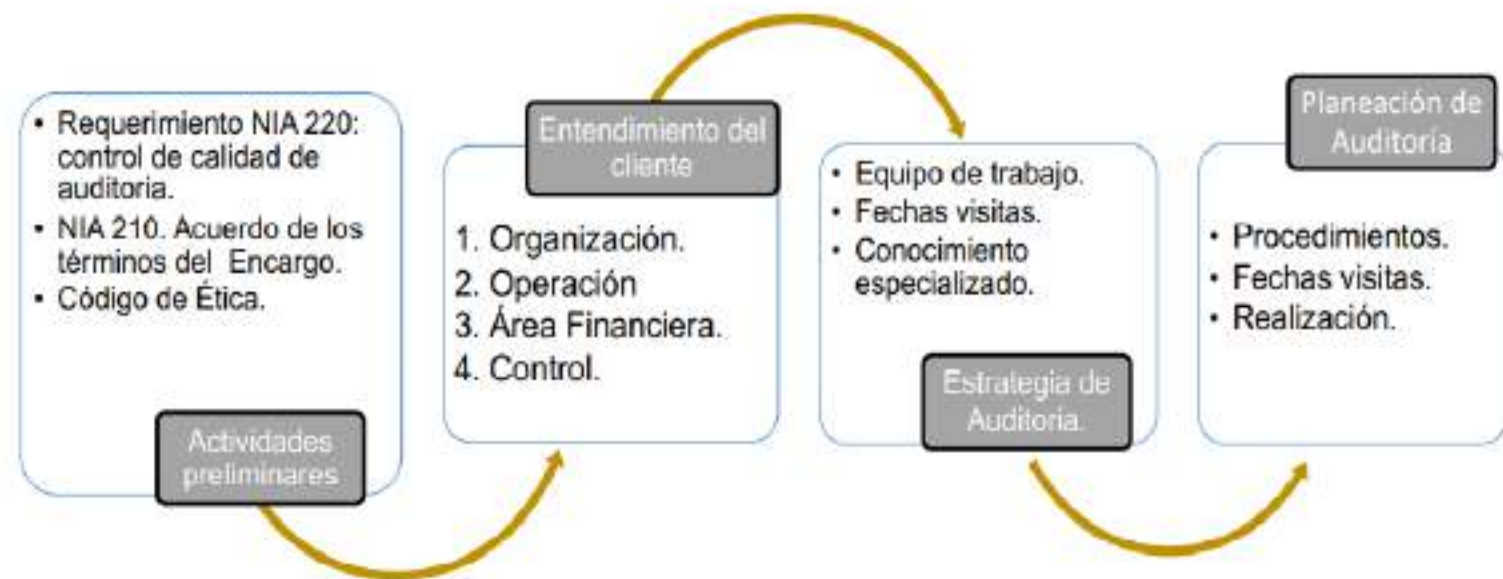 • Requerimiento NIA 220:
control de calidad de
auditoria.
• NIA 210. Acuerdo de los
términos del Encargo.
• Código de Ética.
Actividades
preliminares
Entendimiento del
cliente
1. Organización.
2. Operación
3. Área Financiera.
4. Control.
• Equipo de trabajo.
• Fechas visitas.
• Conocimiento
especializado.
Estrategia de
Auditoria.
Planeación de
Auditoría
• Procedimientos.
• Fechas visitas.
• Realización.